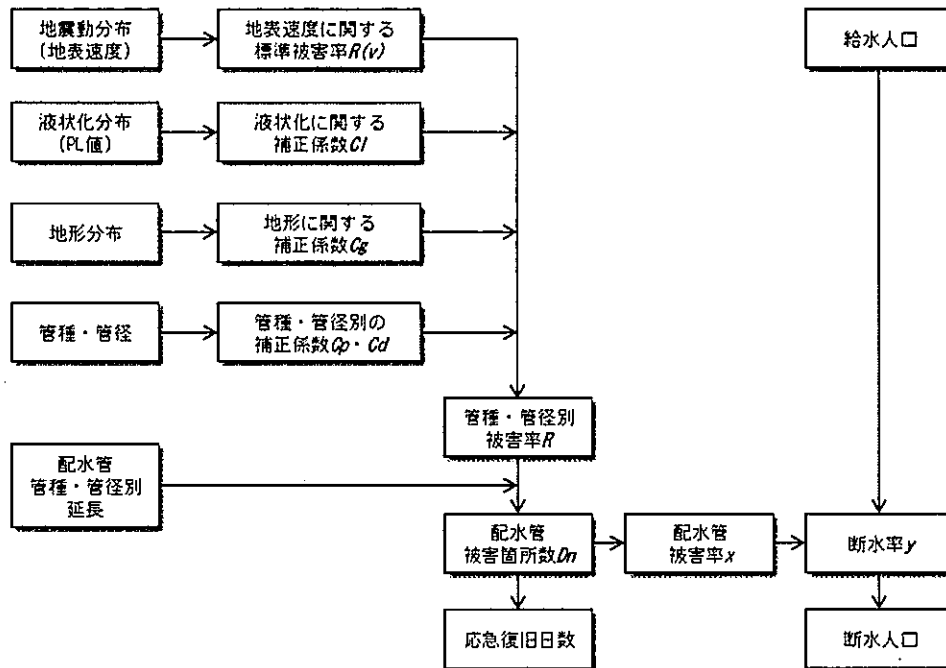 地震動分布
(地表速度)
地表速度に関する
標準被害率R(v)
給水人口
液状化分布
(PL値)
液状化に関する
補正係数Cl
地形分布
地形に関する
補正係数Cg
管種・管径
管種・管径別の
補正係数Cp・Cd
管種・管径別
被害率R
配水管
管種・管径別
延長
配水管
被害箇所数Dn
配水管
被害率x
断水率y
応急復旧日数
断水人口